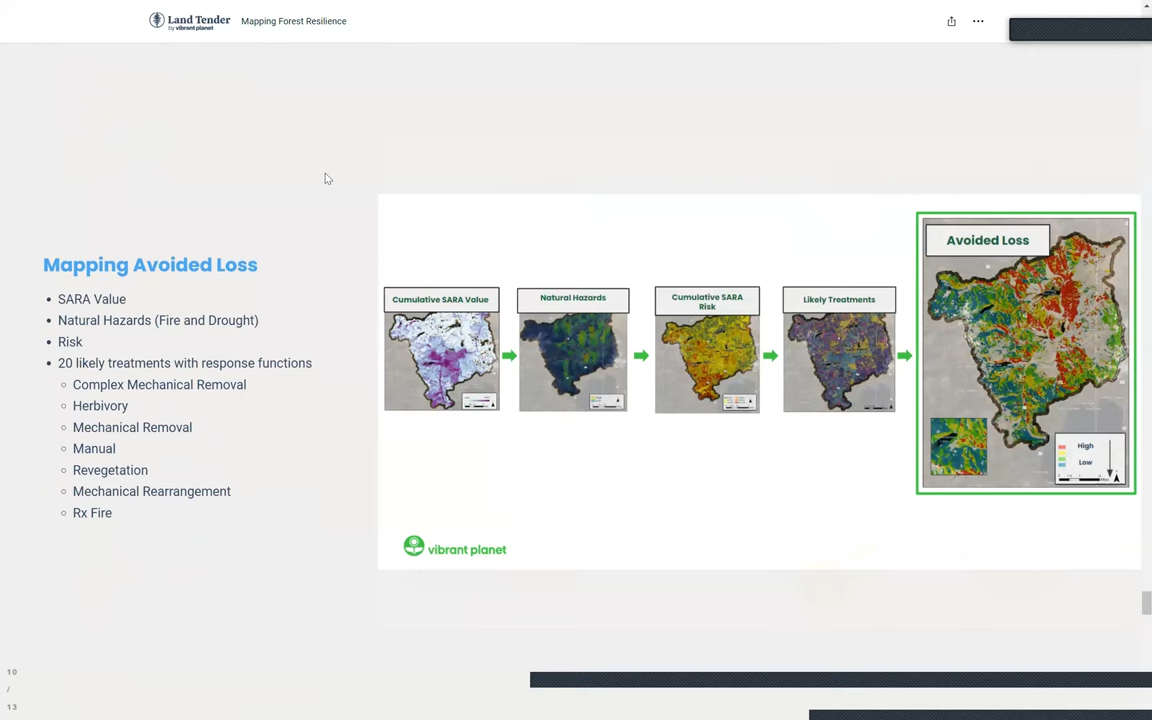 Land Tender
by vibrant planet
Mapping Forest Resilience
Mapping Avoided Loss
• SARA Value
• Natural Hazards (Fire and Drought)
• Risk
• 20 likely treatments with response functions
○ Complex Mechanical Removal
○ Herbivory
○ Mechanical Removal
○ Manual
○ Revegetation
○ Mechanical Rearrangement
○ Rx Fire
Cumulative SARA Value
Natural Hazards
Cumulative SARA
Risk
Likely Treatments
Avoided Loss
High
Low
vibrant planet
10
/
13